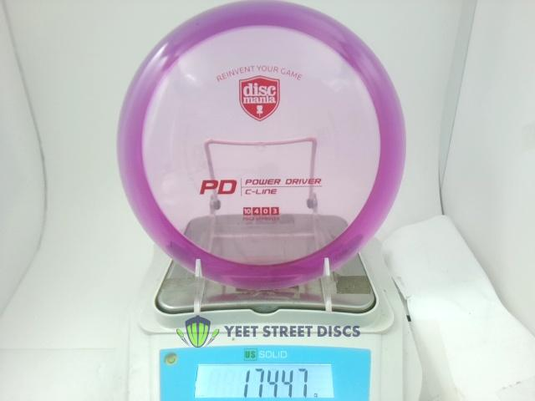 REINVENT YOUR GAME
disc
mania
PD POWER DRIVER
C-LINE
10 4 0 3
YEET STREET DISCS
US SOLID
174.47 g